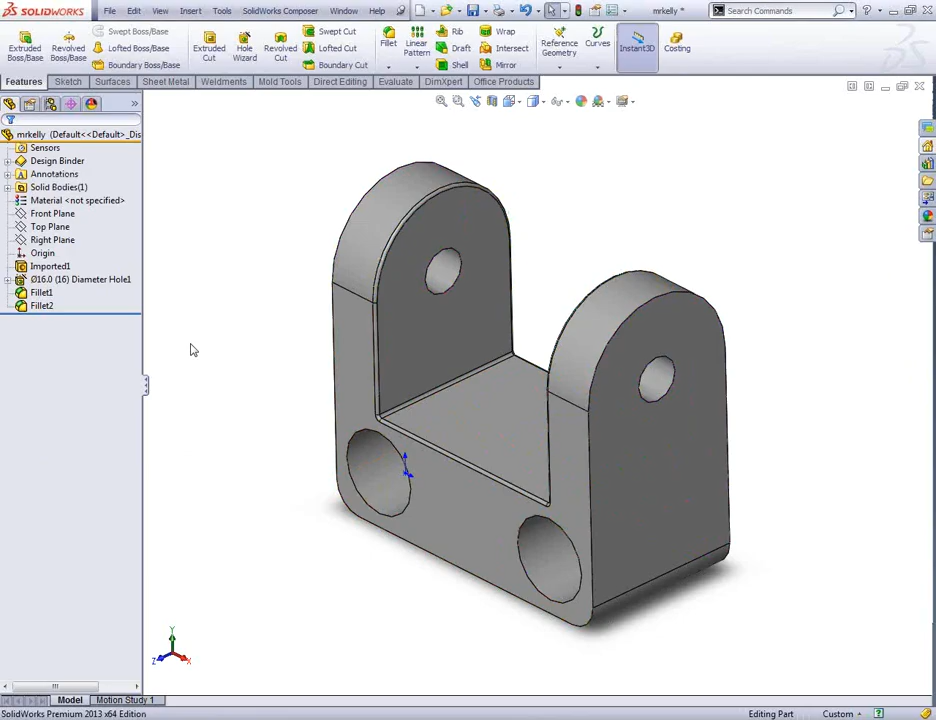 SOLIDWORKS File Edit View Insert Tools SolidWorks Composer Window Help mrkelly * Search Commands
Extruded Boss/Base
Revolved Boss/Base
Swept Boss/Base
Lofted Boss/Base
Boundary Boss/Base
Extruded Cut
Hole Wizard
Revolved Cut
Swept Cut
Lofted Cut
Boundary Cut
Fillet
Linear Pattern
Rib
Draft
Shell
Wrap
Intersect
Mirror
Reference Geometry
Curves
Instant3D
Costing
Features Sketch Surfaces Sheet Metal Weldments Mold Tools Direct Editing Evaluate DimXpert Office Products
mrkelly (Default<<Default>_Dis
Sensors
Design Binder
Annotations
Solid Bodies(1)
Material <not specified>
Front Plane
Top Plane
Right Plane
Origin
Imported1
Ø16.0 (16) Diameter Hole1
Fillet1
Fillet2
Y
Z
X
Model Motion Study 1
SolidWorks Premium 2013 x64 Edition Editing Part Custom